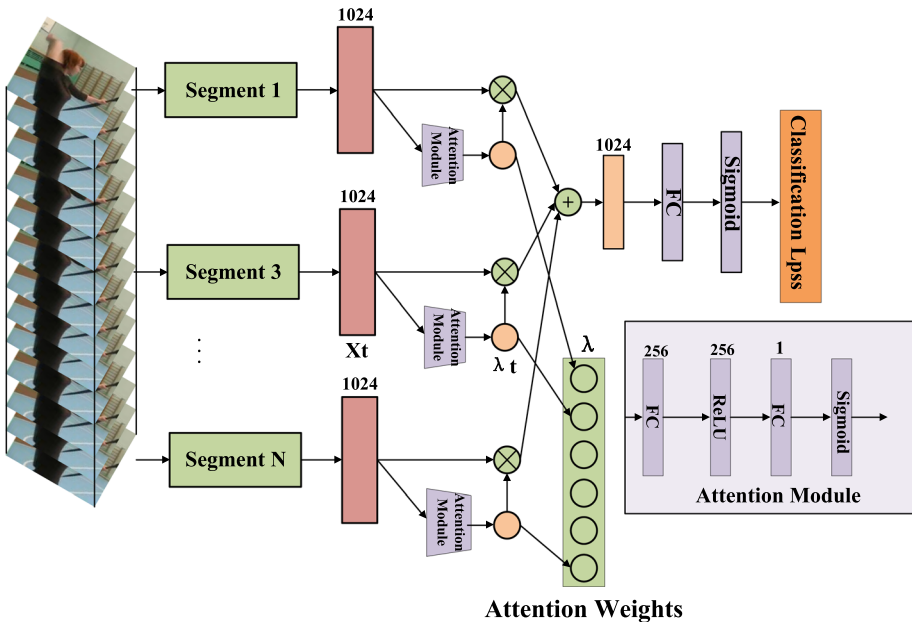 1024
Segment 1
Attention
Module
1024
Segment 3
Attention
Module
Xt
λ t
. . .
1024
Segment N
Attention
Module
1024
FC
Sigmoid
Classification Lpss
λ
Attention Weights
256
FC
256
ReLU
1
FC
Sigmoid
Attention Module